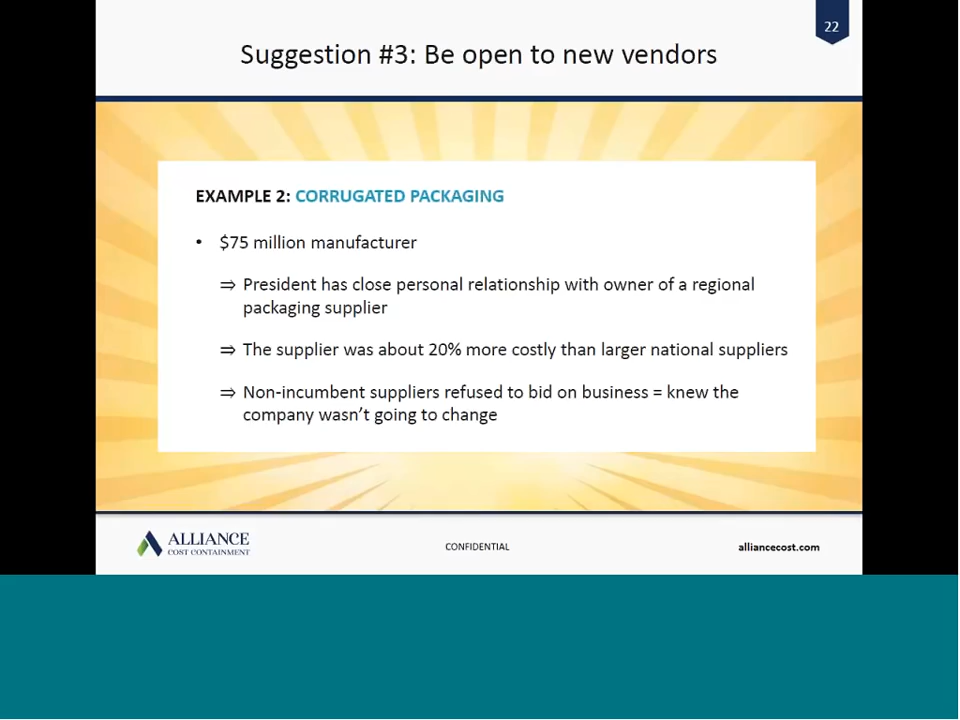 22
Suggestion #3: Be open to new vendors
EXAMPLE 2: CORRUGATED PACKAGING
• $75 million manufacturer
⇒ President has close personal relationship with owner of a regional
packaging supplier
⇒ The supplier was about 20% more costly than larger national suppliers
⇒ Non-incumbent suppliers refused to bid on business = knew the
company wasn't going to change
ALLIANCE
COST CONTAINMENT
CONFIDENTIAL
alliancecost.com